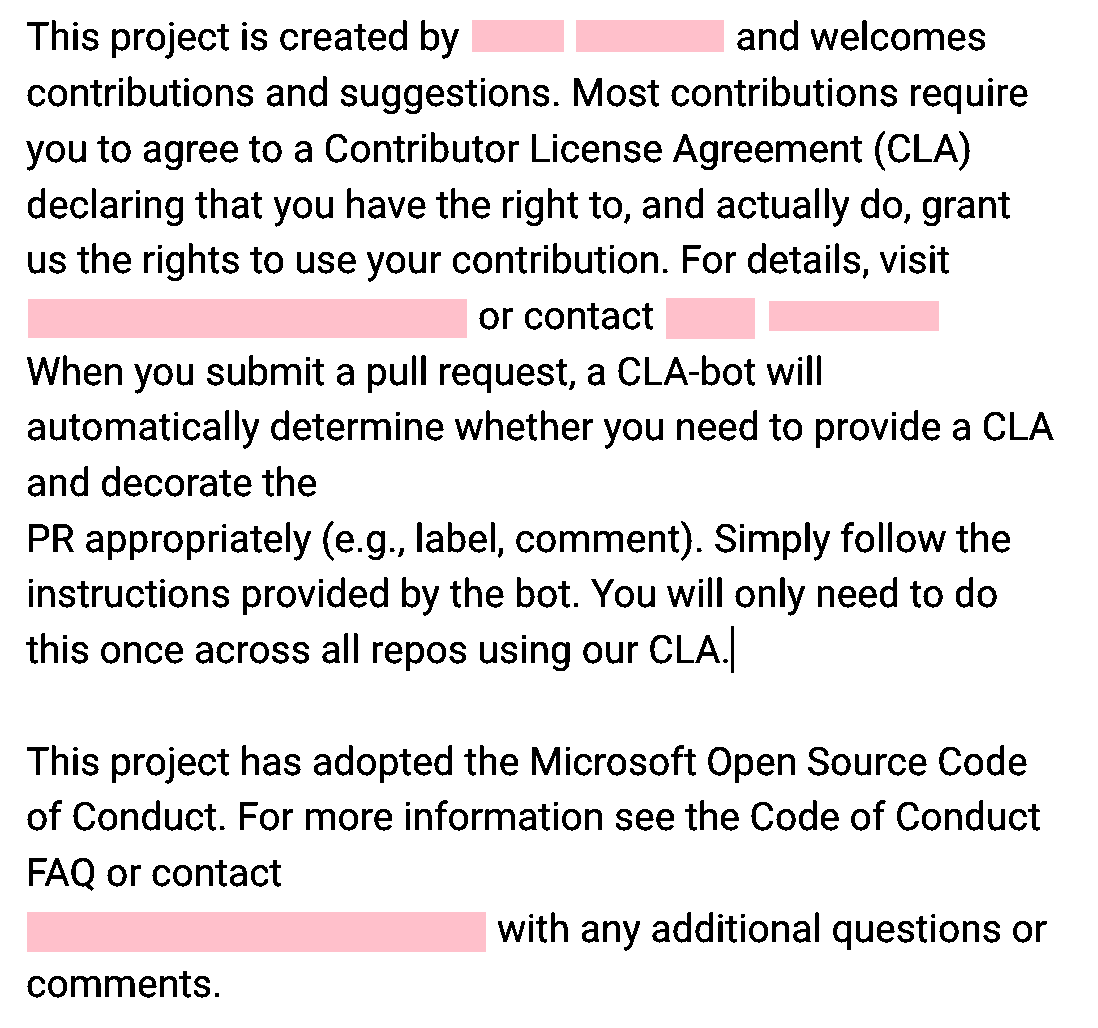 This project is created by and welcomes
contributions and suggestions. Most contributions require
you to agree to a Contributor License Agreement (CLA)
declaring that you have the right to, and actually do, grant
us the rights to use your contribution. For details, visit
or contact
When you submit a pull request, a CLA-bot will
automatically determine whether you need to provide a CLA
and decorate the
PR appropriately (e.g., label, comment). Simply follow the
instructions provided by the bot. You will only need to do
this once across all repos using our CLA.
This project has adopted the Microsoft Open Source Code
of Conduct. For more information see the Code of Conduct
FAQ or contact
with any additional questions or
comments.